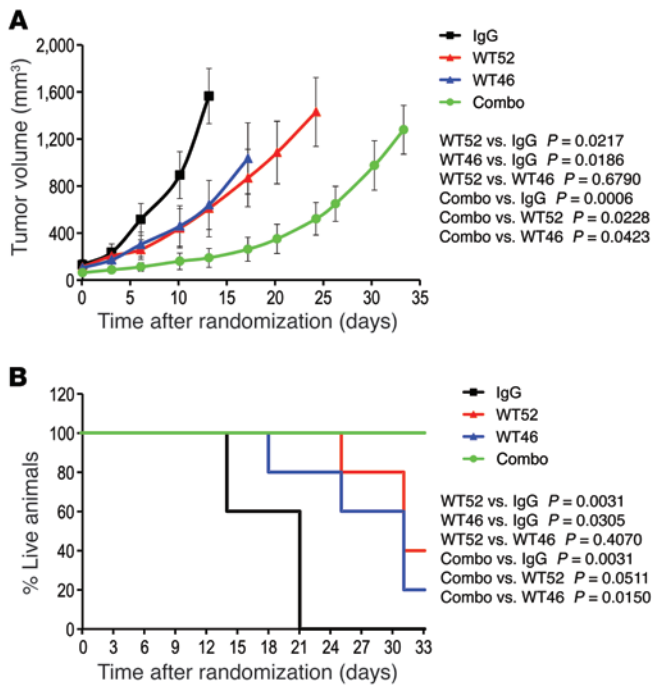 A
Tumor volume (mm³)
2,000
1,600
1,200
800
400
0
0 5 10 15 20 25 30 35
Time after randomization (days)
IgG
WT52
WT46
Combo
WT52 vs. IgG P = 0.0217
WT46 vs. IgG P = 0.0186
WT52 vs. WT46 P = 0.6790
Combo vs. IgG P = 0.0006
Combo vs. WT52 P = 0.0228
Combo vs. WT46 P = 0.0423
B
% Live animals
120
100
80
60
40
20
0
0 3 6 9 12 15 18 21 24 27 30 33
Time after randomization (days)
IgG
WT52
WT46
Combo
WT52 vs. IgG P = 0.0031
WT46 vs. IgG P = 0.0305
WT52 vs. WT46 P = 0.4070
Combo vs. IgG P = 0.0031
Combo vs. WT52 P = 0.0511
Combo vs. WT46 P = 0.0150